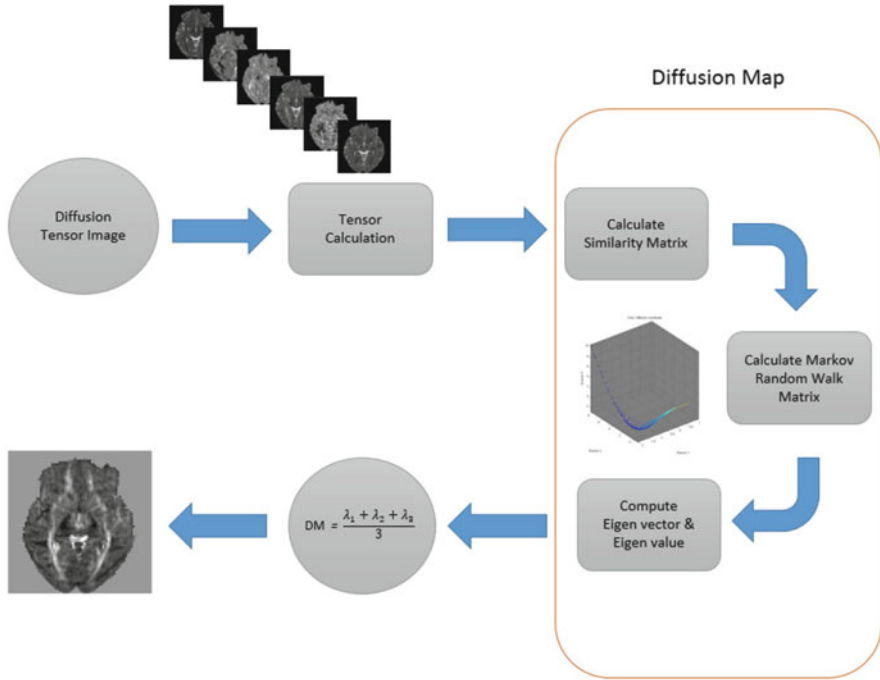 Diffusion Map
Diffusion
Tensor Image
Tensor
Calculation
Calculate
Similarity Matrix
Calculate Markov
Random Walk
Matrix
Compute
Eigen vector &
Eigen value
DM = (λ₁ + λ₂ + λ₃) / 3